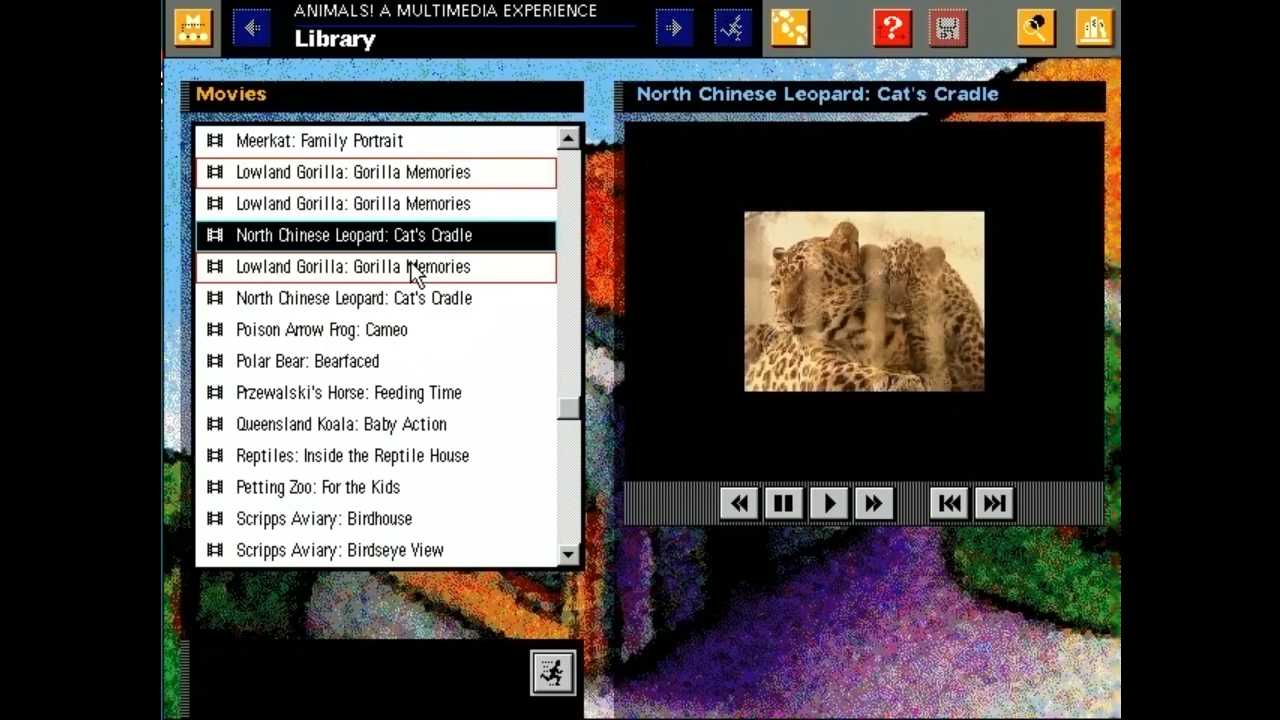 ANIMALS! A MULTIMEDIA EXPERIENCE
Library
Movies
Meerkat: Family Portrait
Lowland Gorilla: Gorilla Memories
Lowland Gorilla: Gorilla Memories
North Chinese Leopard: Cat's Cradle
Lowland Gorilla: Gorilla Memories
North Chinese Leopard: Cat's Cradle
Poison Arrow Frog: Cameo
Polar Bear: Bearfaced
Przewalski's Horse: Feeding Time
Queensland Koala: Baby Action
Reptiles: Inside the Reptile House
Petting Zoo: For the Kids
Scripps Aviary: Birdhouse
Scripps Aviary: Birdseye View
North Chinese Leopard: Cat's Cradle